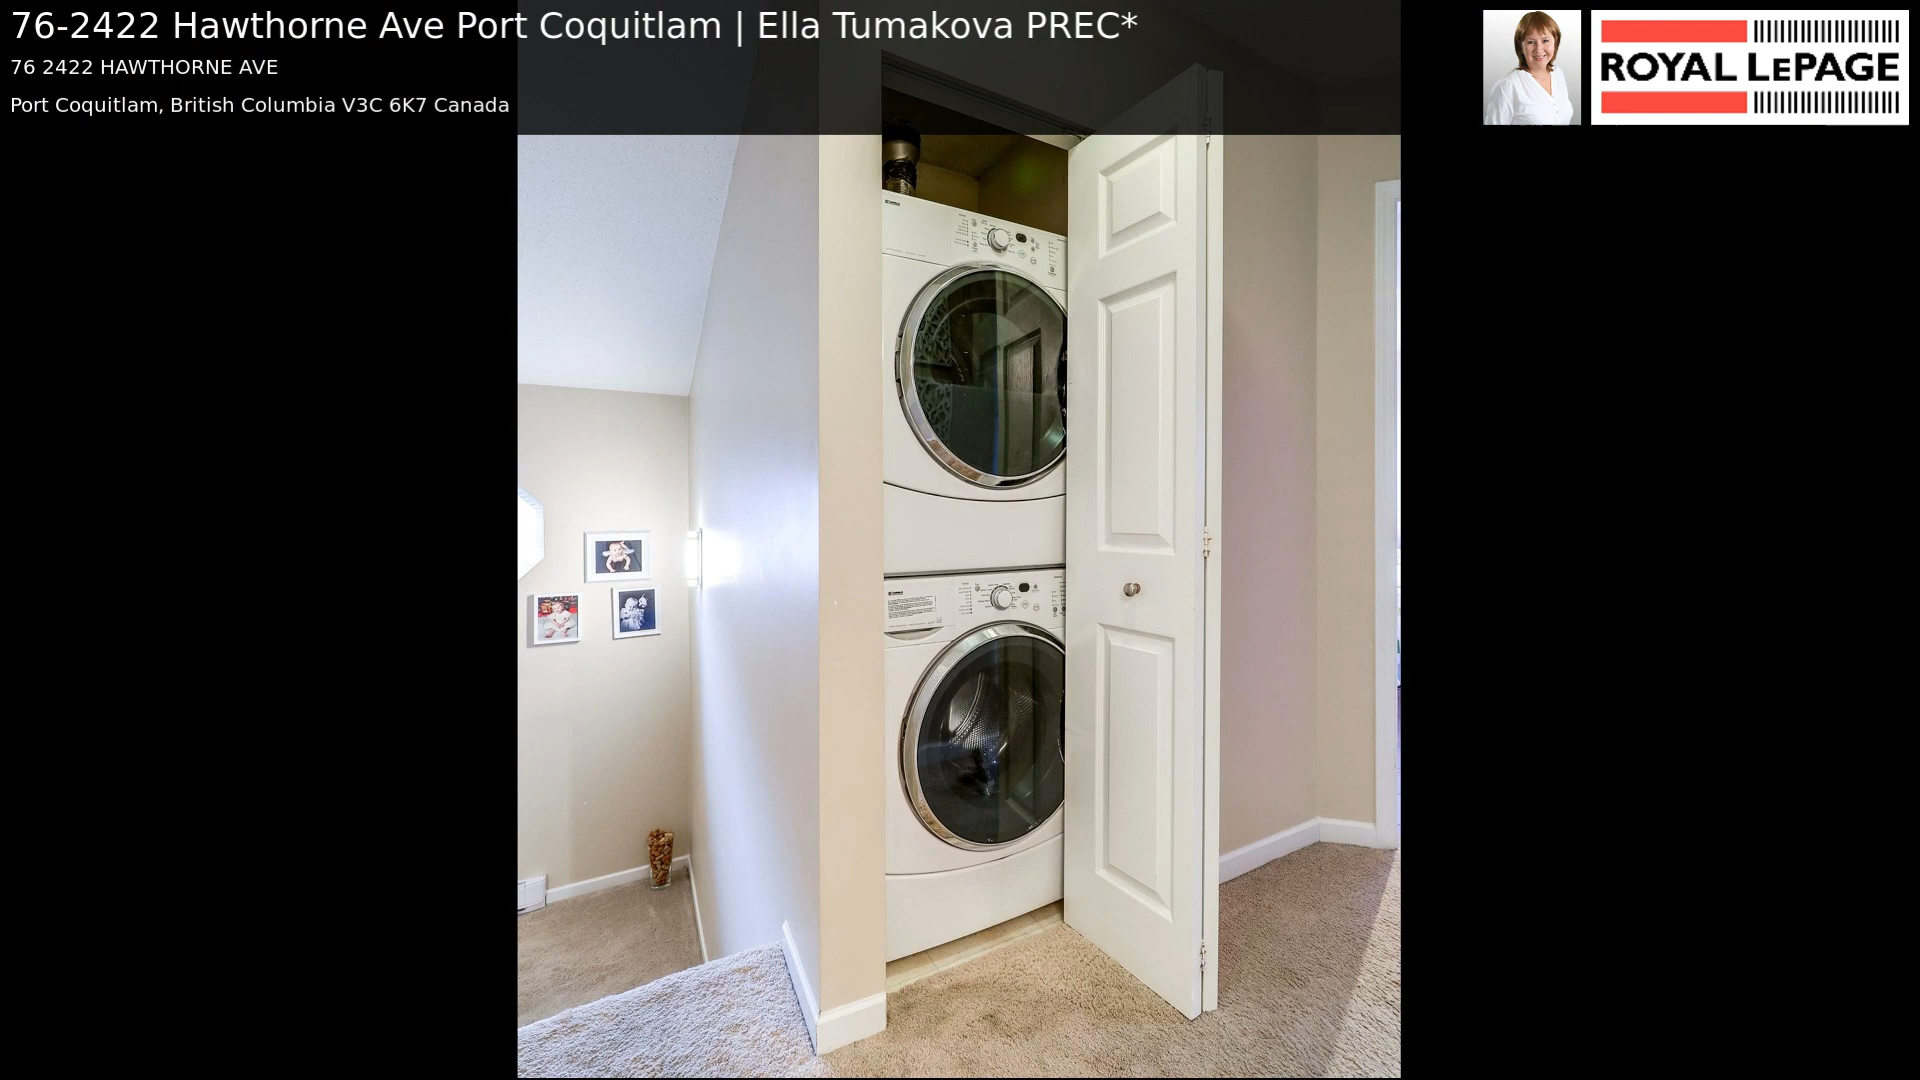 76-2422 Hawthorne Ave Port Coquitlam | Ella Tumakova PREC*
76 2422 HAWTHORNE AVE
Port Coquitlam, British Columbia V3C 6K7 Canada
ROYAL LEPAGE